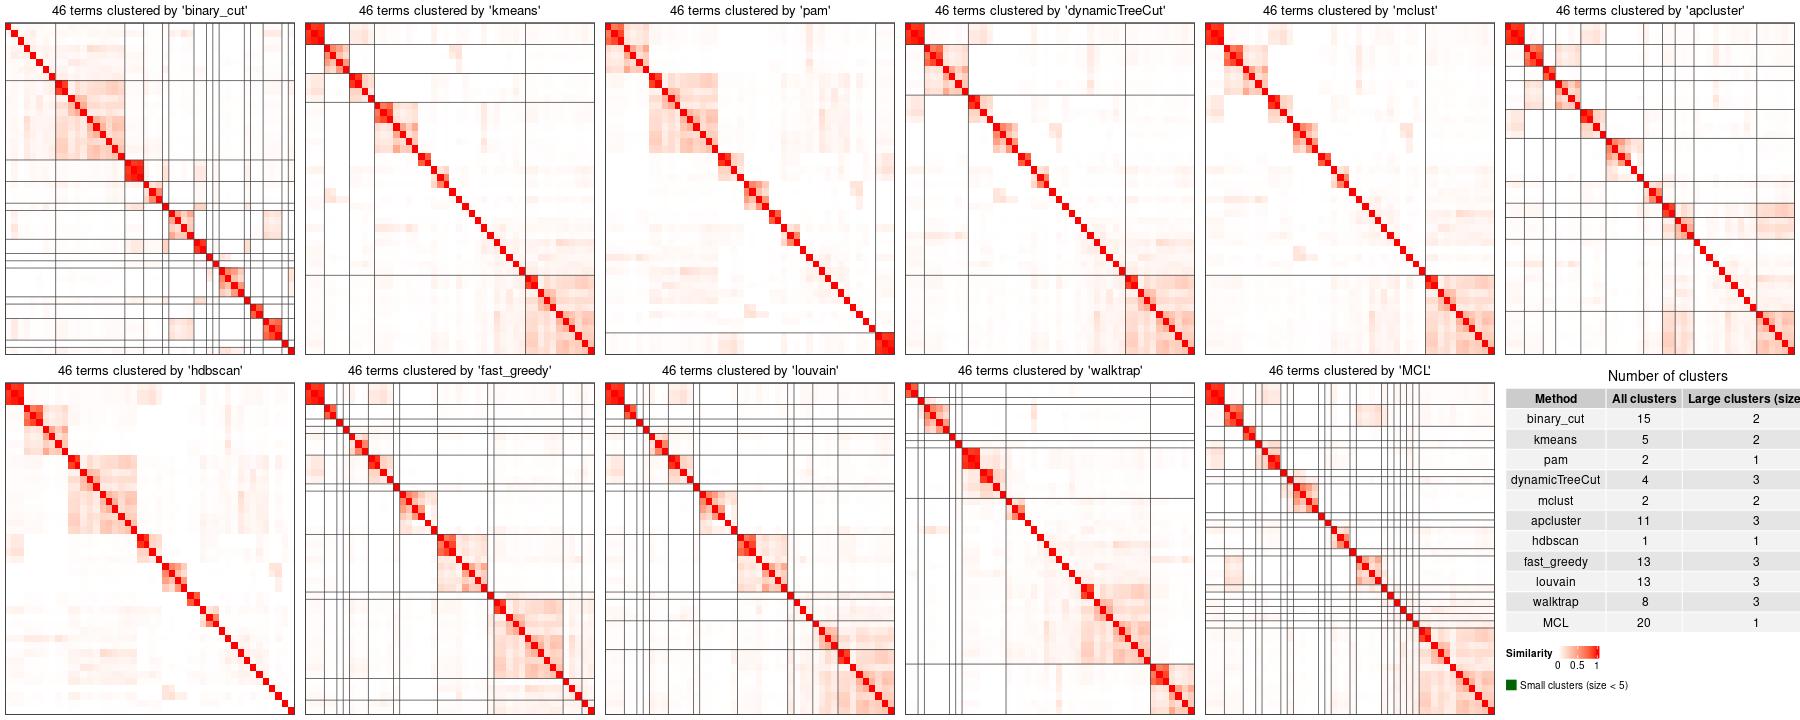 46 terms clustered by 'binary_cut'
46 terms clustered by 'kmeans'
46 terms clustered by 'pam'
46 terms clustered by 'dynamicTreeCut'
46 terms clustered by 'mclust'
46 terms clustered by 'apcluster'
46 terms clustered by 'hdbscan'
46 terms clustered by 'fast_greedy'
46 terms clustered by 'louvain'
46 terms clustered by 'walktrap'
46 terms clustered by 'MCL'
Number of clusters
Method All clusters Large clusters (size
binary_cut 15 2
kmeans 5 2
pam 2 1
dynamicTreeCut 4 3
mclust 2 2
apcluster 11 3
hdbscan 1 1
fast_greedy 13 3
louvain 13 3
walktrap 8 3
MCL 20 1
Similarity
0 0.5 1
Small clusters (size < 5)